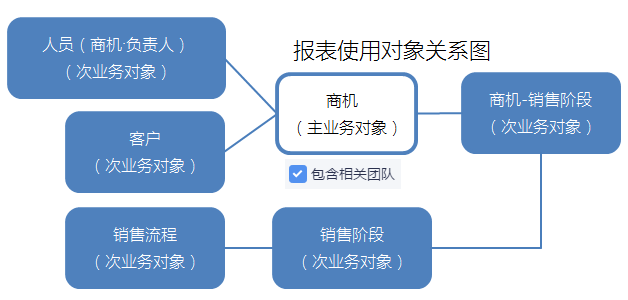 报表使用对象关系图
人员（商机·负责人）
（次业务对象）
商机
（主业务对象）
商机-销售阶段
（次业务对象）
客户
（次业务对象）
包含相关团队
销售流程
（次业务对象）
销售阶段
（次业务对象）